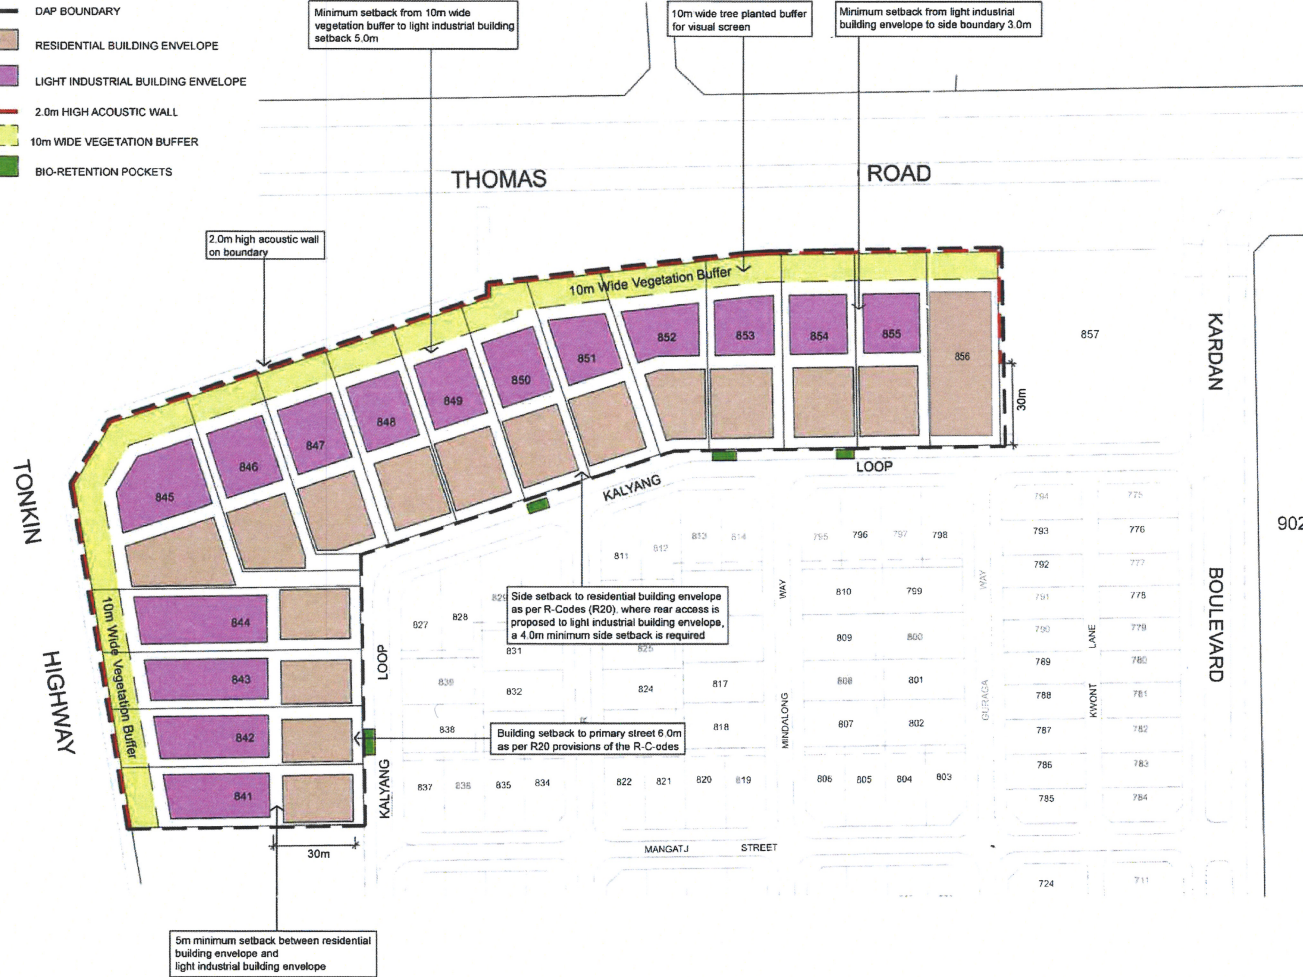 DAP BOUNDARY
RESIDENTIAL BUILDING ENVELOPE
LIGHT INDUSTRIAL BUILDING ENVELOPE
2.0m HIGH ACOUSTIC WALL
10m WIDE VEGETATION BUFFER
BIO-RETENTION POCKETS
Minimum setback from 10m wide
vegetation buffer to light industrial building
setback 5.0m
10m wide tree planted buffer
for visual screen
Minimum setback from light industrial
building envelope to side boundary 3.0m
THOMAS ROAD
2.0m high acoustic wall
on boundary
10m Wide Vegetation Buffer
845
846
847
848
849
850
851
852
853
854
855
856
857
30m
KARDAN
BOULEVARD
902
TONKIN
HIGHWAY
10m Wide Vegetation Buffer
844
843
842
841
KALYANG
LOOP
LOOP
KALYANG
Side setback to residential building envelope
as per R-Codes (R20). where rear access is
proposed to light industrial building envelope,
a 4.0m minimum side setback is required
Building setback to primary street 6.0m
as per R20 provisions of the R-C-odes
30m
5m minimum setback between residential
building envelope and
light industrial building envelope
811
812
813
814
795
796
797
798
794
775
793
776
792
777
791
778
790
779
789
780
788
781
787
782
786
783
785
784
724
711
810
799
809
800
808
801
807
802
806
805
804
803
827
828
829
831
825
839
832
824
817
838
818
837
836
835
834
822
821
820
819
WAY
MINDALONG
WAY
GURAGA
LANE
KWONT
MANGATJ STREET